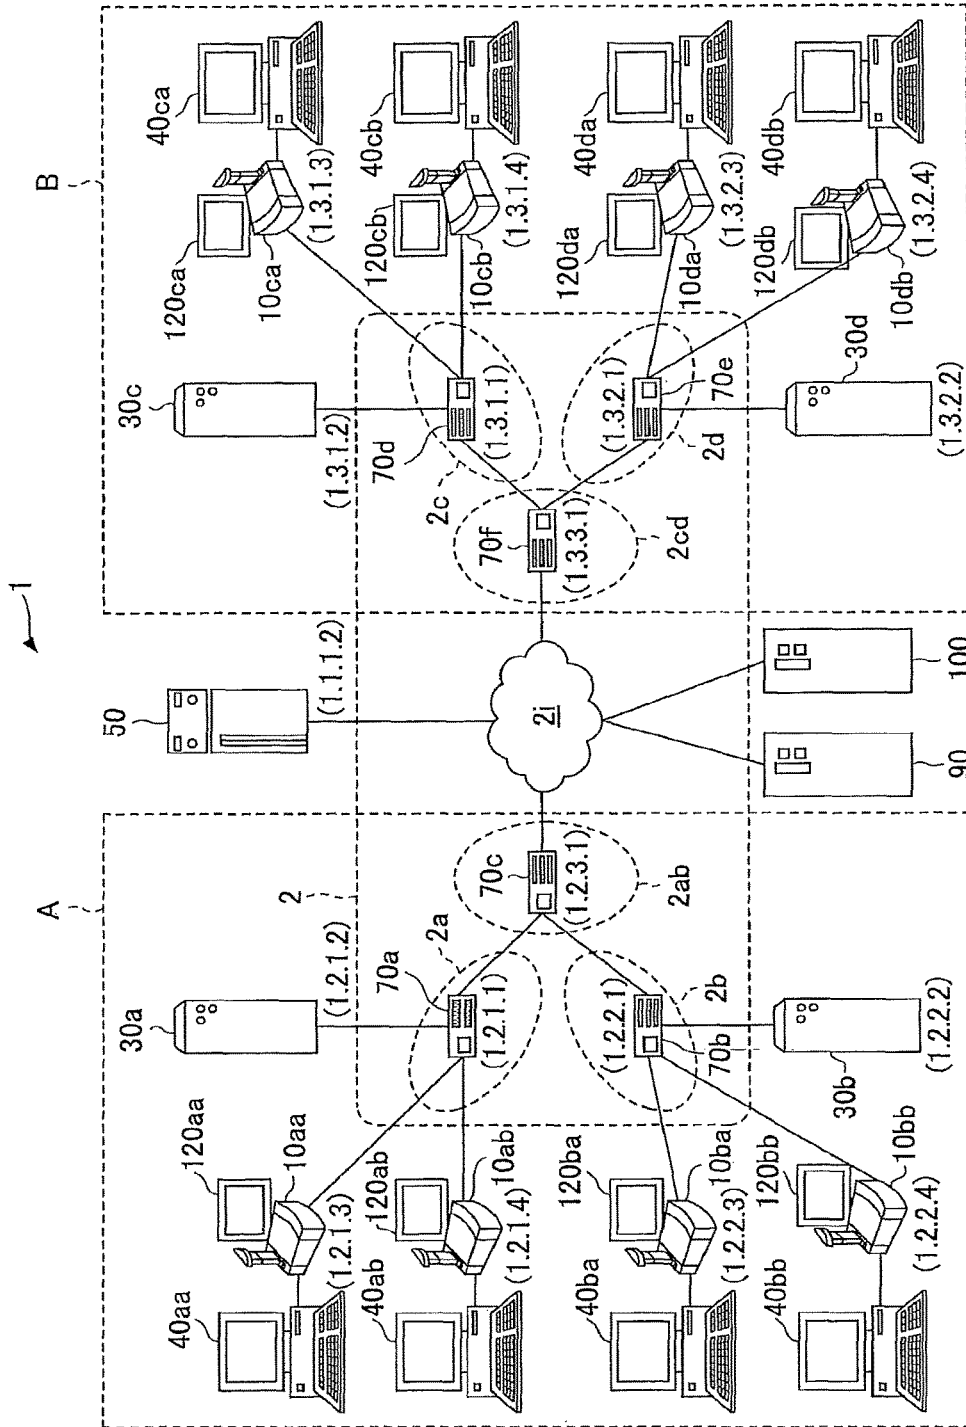 1
A
B
50
(1.1.1.2)
2
2i
90
100
30a
(1.2.1.2)
70a
2a
(1.2.1.1)
70c
(1.2.3.1)
2ab
(1.2.2.1)
70b
2b
30b
(1.2.2.2)
120aa
10aa
40aa
(1.2.1.3)
120ab
10ab
40ab
(1.2.1.4)
120ba
10ba
40ba
(1.2.2.3)
120bb
10bb
40bb
(1.2.2.4)
30c
(1.3.1.2)
70d
2c
(1.3.1.1)
70f
(1.3.3.1)
2cd
(1.3.2.1)
70e
2d
30d
(1.3.2.2)
120ca
10ca
40ca
(1.3.1.3)
120cb
10cb
40cb
(1.3.1.4)
120da
10da
40da
(1.3.2.3)
120db
10db
40db
(1.3.2.4)